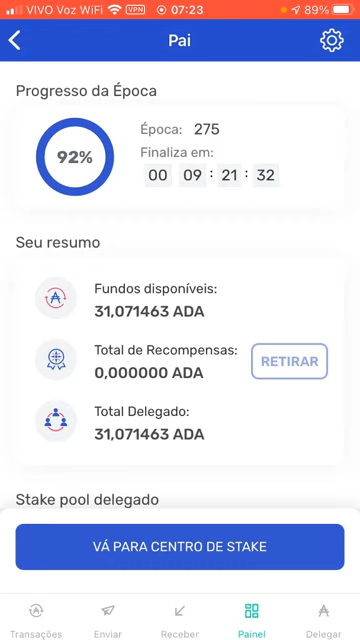 VIVO Voz WiFi VPN 07:23 89%
Pai
Progresso da Época
92%
Época: 275
Finaliza em:
00 09 : 21 : 32
Seu resumo
Fundos disponíveis:
31,071463 ADA
Total de Recompensas:
0,000000 ADA
RETIRAR
Total Delegado:
31,071463 ADA
Stake pool delegado
VÁ PARA CENTRO DE STAKE
Transações Enviar Receber Painel Delegar